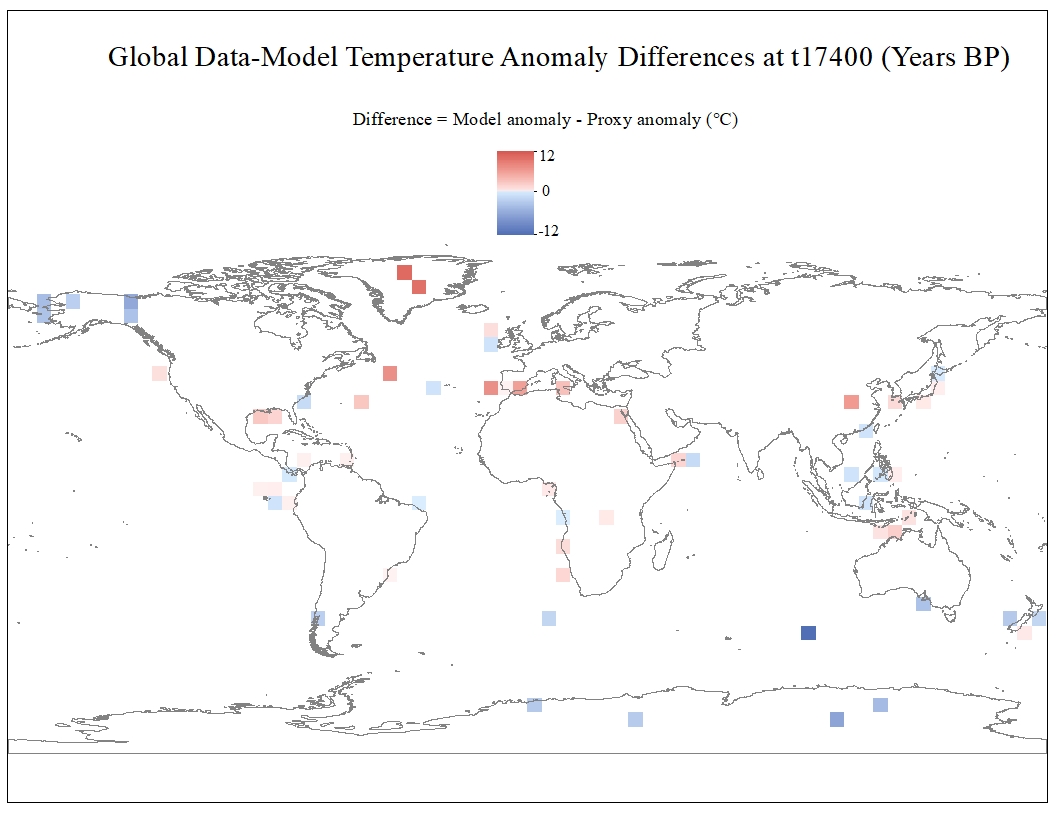 Global Data-Model Temperature Anomaly Differences at t17400 (Years BP)
Difference = Model anomaly - Proxy anomaly (°C)
12
0
-12